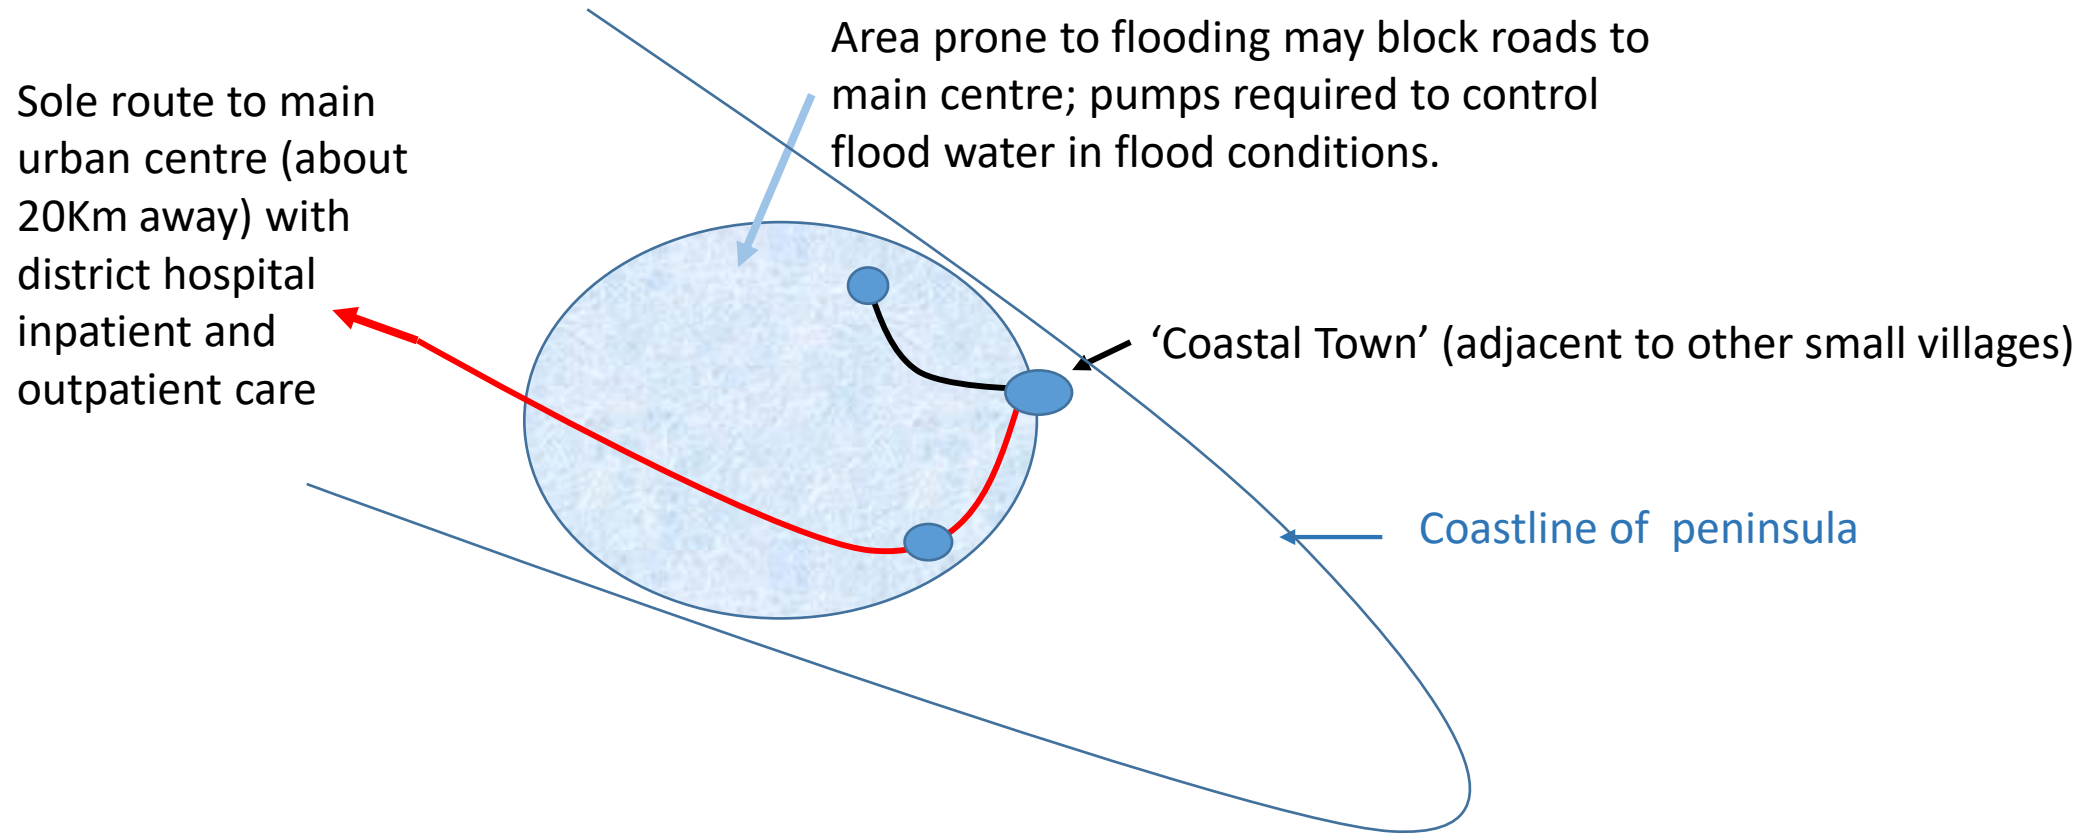 Area prone to flooding may block roads to
main centre; pumps required to control
flood water in flood conditions.
Sole route to main
urban centre (about
20Km away) with
district hospital
inpatient and
outpatient care
‘Coastal Town’ (adjacent to other small villages)
Coastline of peninsula